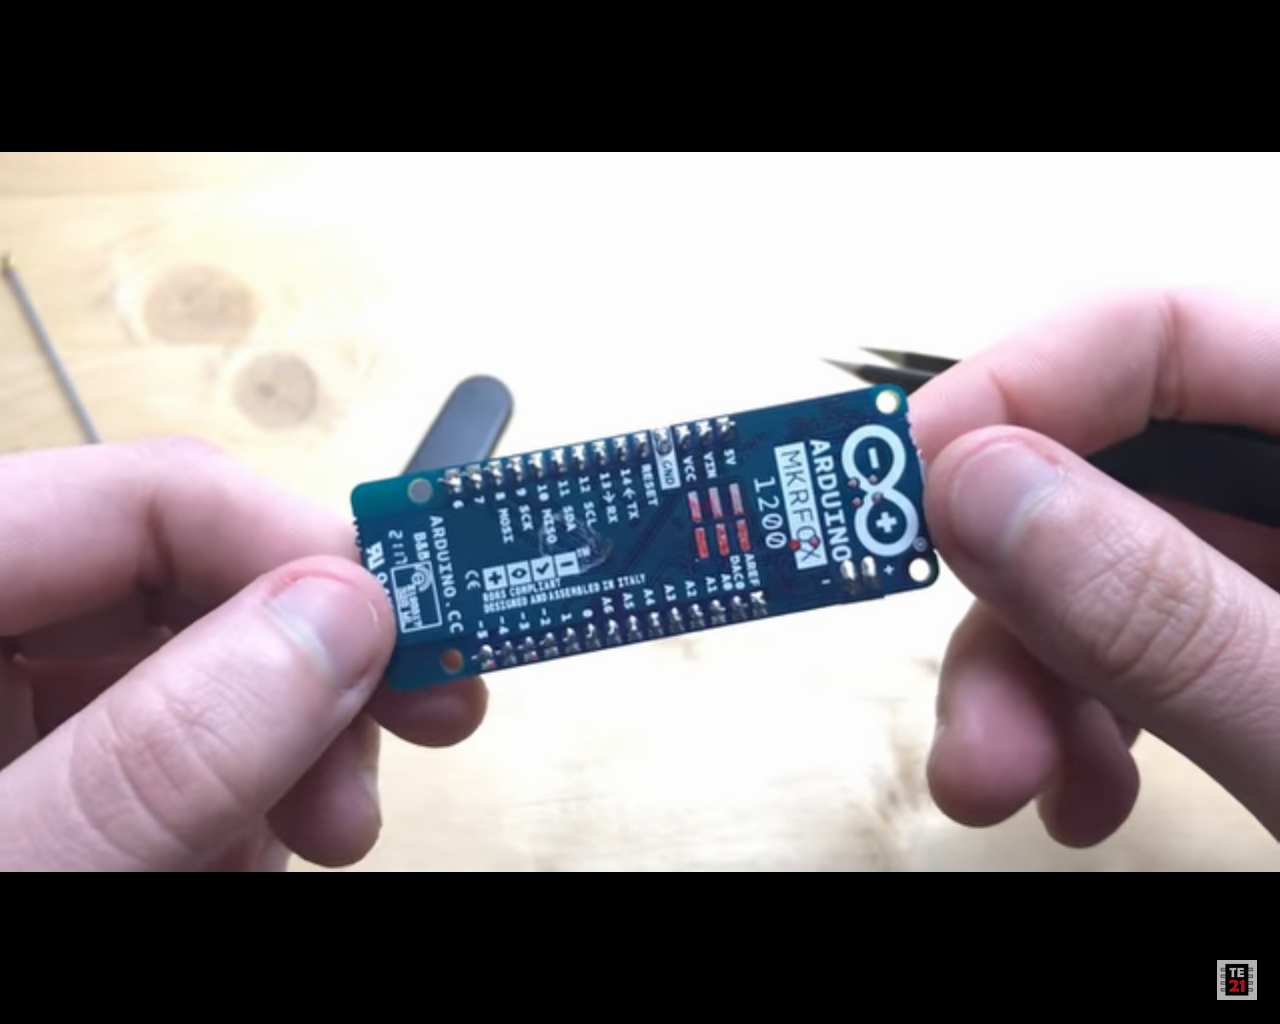 ARDUINO
MKRFOX
1200
5V
VIN
VCC
GND
RESET
14←TX
13→RX
12 SCL
11 SDA
10 MISO
9 SCK
8 MOSI
7
6
AREF
DAC0
A0
A1
A2
A3
A4
A5
A6
0
1
~2
~3
~4
~5
+
-
CE
TM
ROHS COMPLIANT
DESIGNED AND ASSEMBLED IN ITALY
ARDUINO.CC
B&B
TE
21